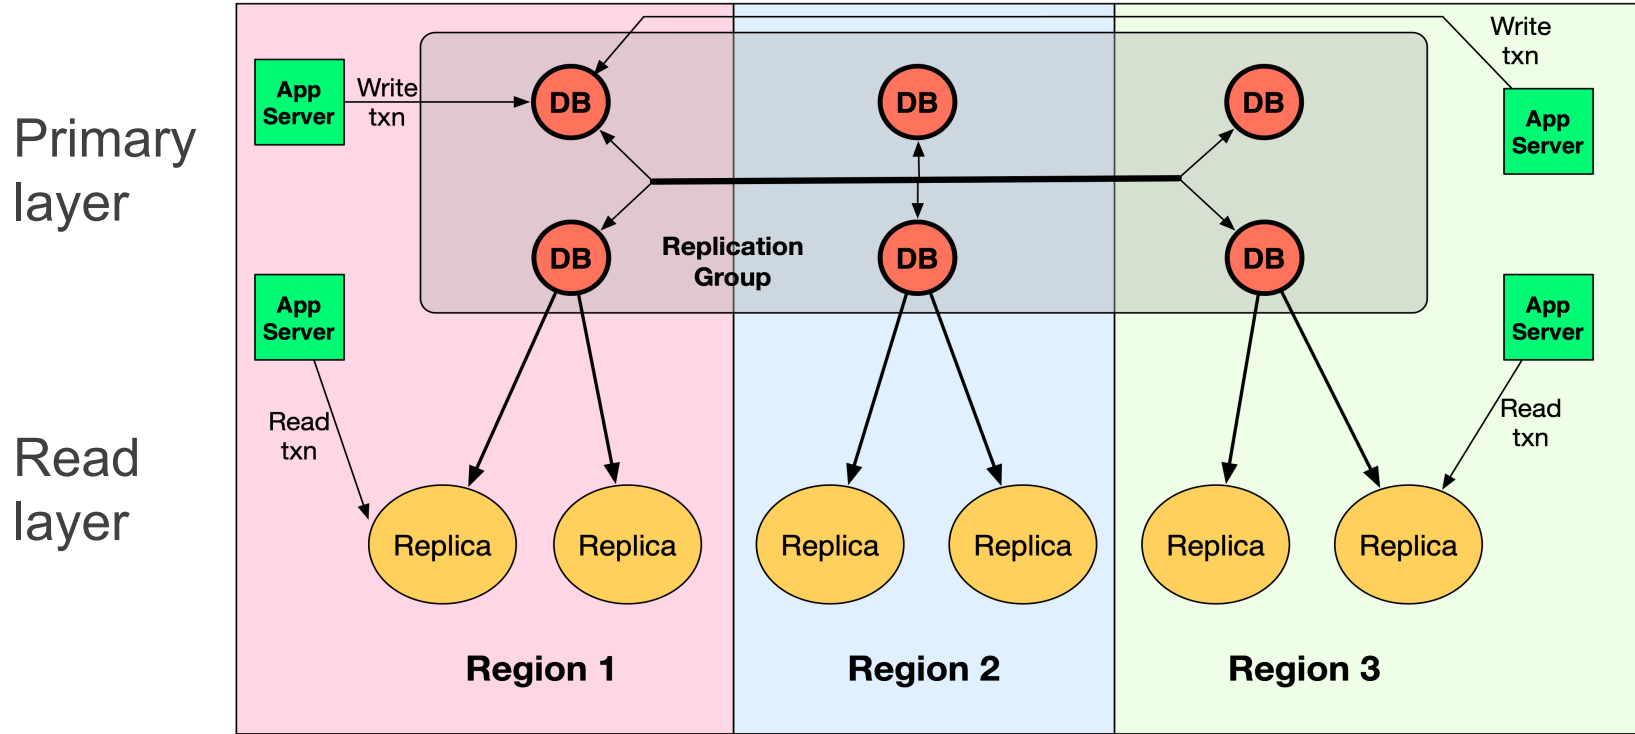 Primary
layer
Read
layer
App
Server
Write
txn
DB
DB
DB
Write
txn
App
Server
DB
Replication
Group
DB
DB
App
Server
App
Server
Read
txn
Read
txn
Replica
Replica
Replica
Replica
Replica
Replica
Region 1
Region 2
Region 3